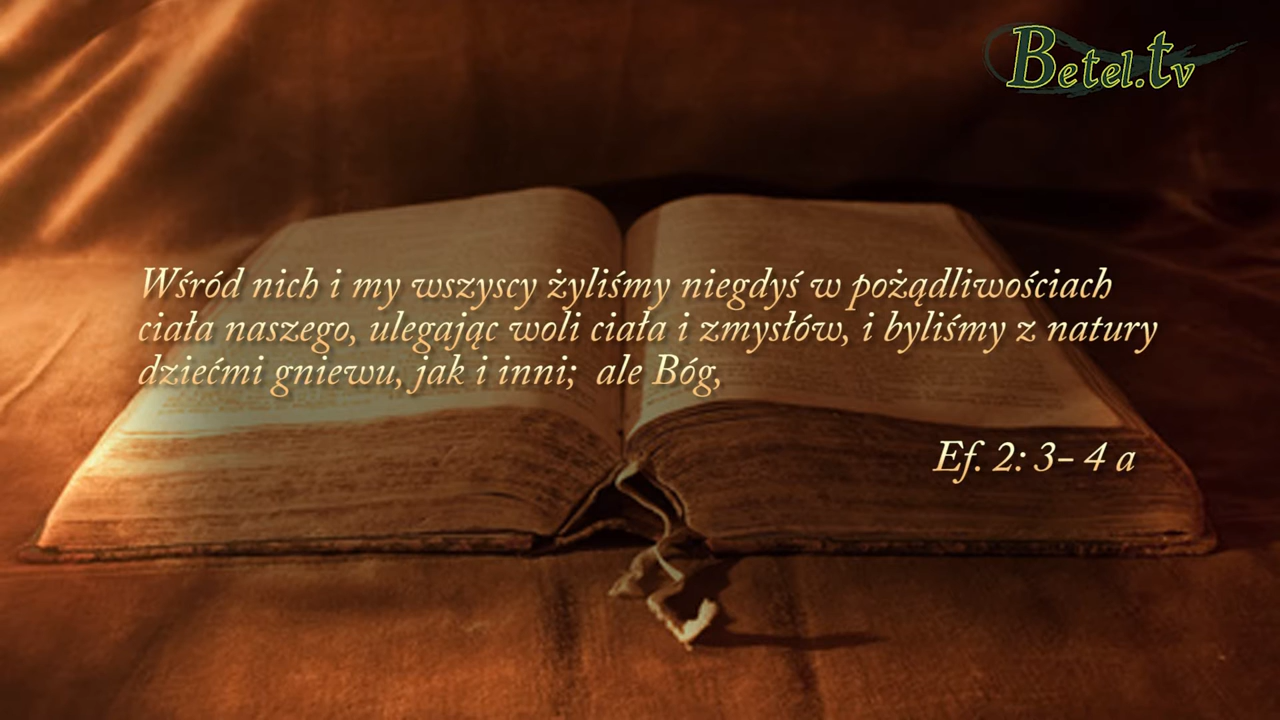 Betel.tv
Wśród nich i my wszyscy żyliśmy niegdyś w pożądliwościach
ciała naszego, ulegając woli ciała i zmysłów, i byliśmy z natury
dziećmi gniewu, jak i inni;  ale Bóg,
Ef. 2: 3- 4 a